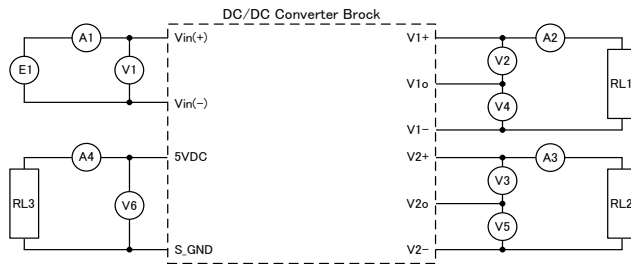 DC/DC Converter Brock
A1
Vin(+)
V1+
A2
E1
V1
V2
V1o
RL1
V4
Vin(-)
V1-
A4
5VDC
V2+
A3
V3
RL3
V6
V2o
RL2
V5
S_GND
V2-